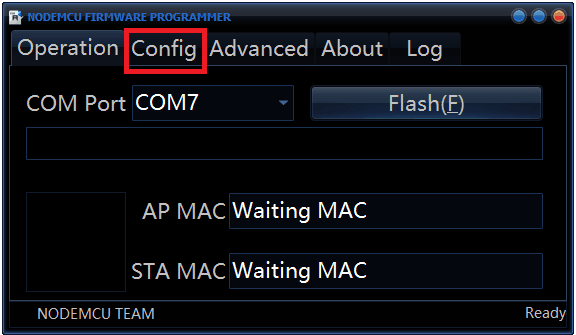 NODEMCU FIRMWARE PROGRAMMER
Operation Config Advanced About Log
COM Port COM7 Flash(F)
AP MAC Waiting MAC
STA MAC Waiting MAC
NODEMCU TEAM Ready